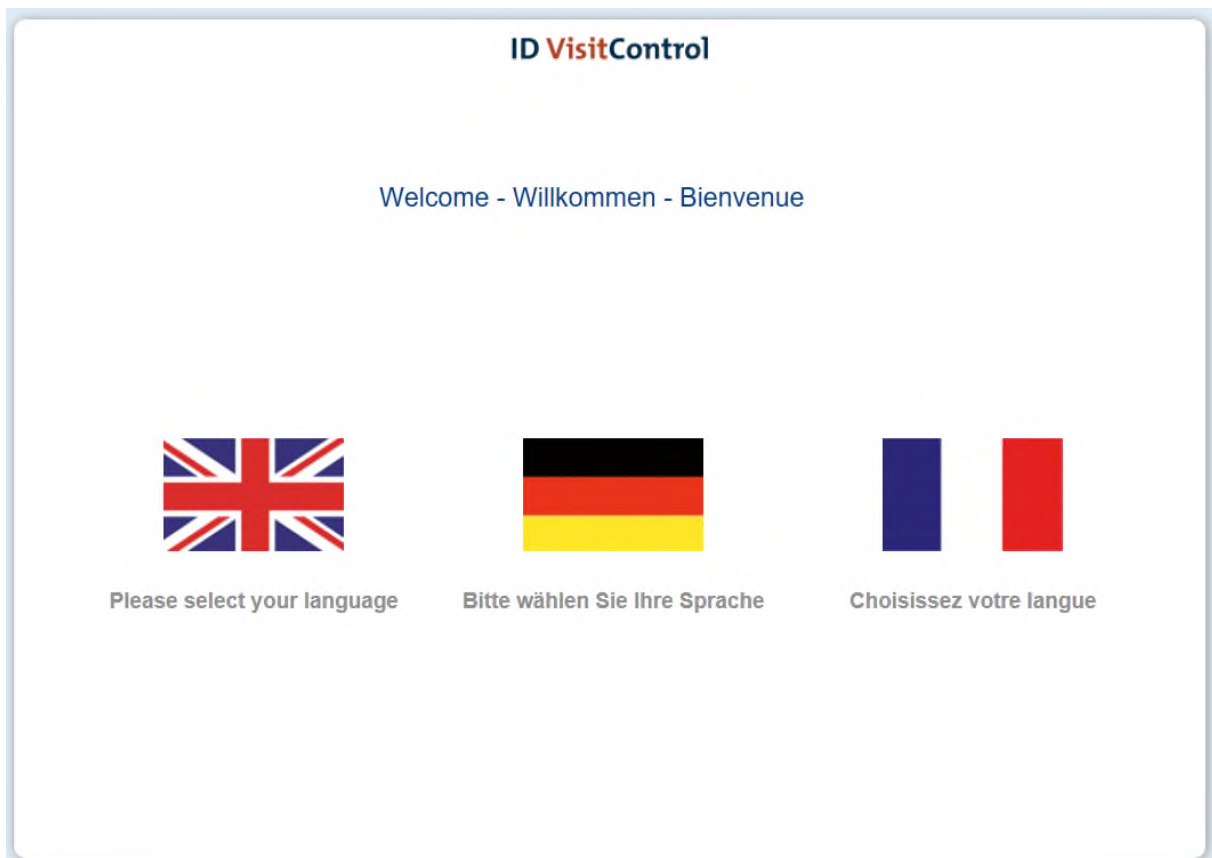 ID VisitControl
Welcome - Willkommen - Bienvenue
Please select your language
Bitte wählen Sie Ihre Sprache
Choisissez votre langue